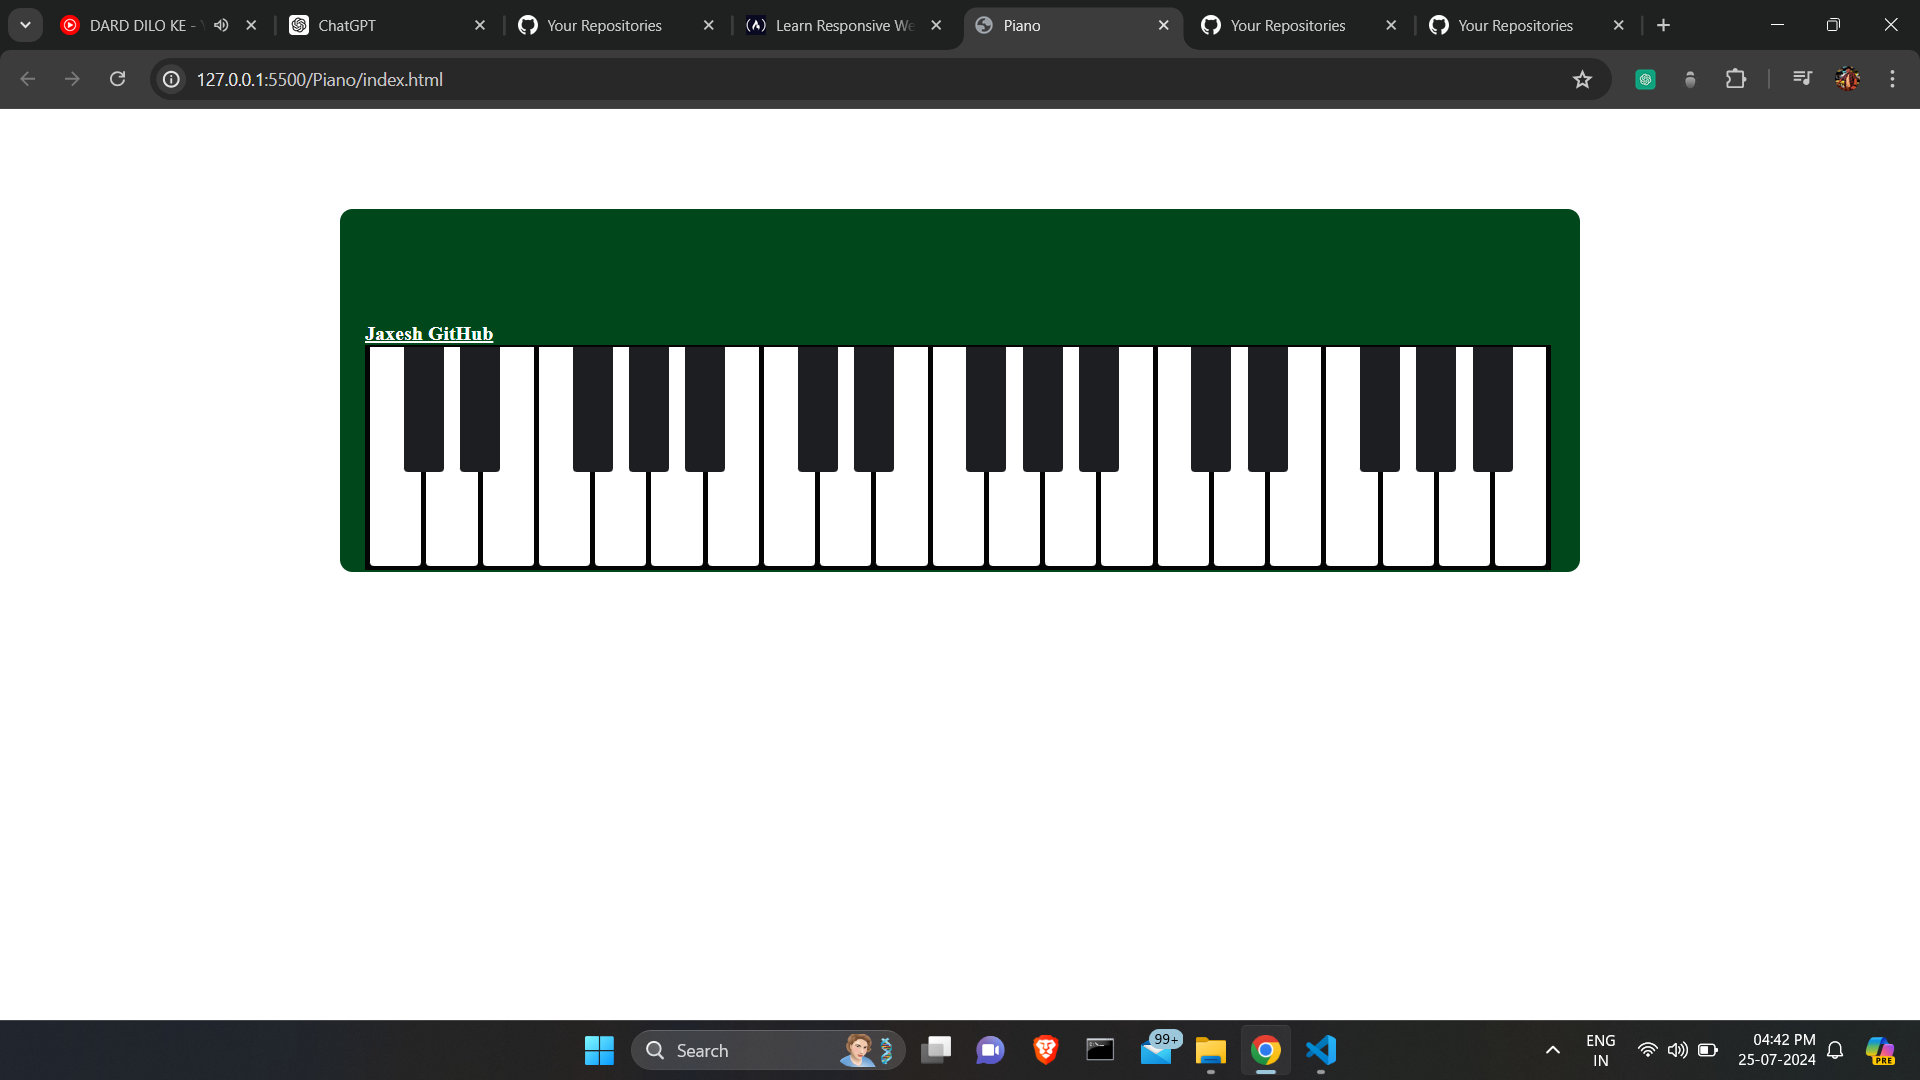 DARD DILO KE -
ChatGPT
Your Repositories
Learn Responsive We
Piano
Your Repositories
Your Repositories
127.0.0.1:5500/Piano/index.html
Jaxesh GitHub
Search
99+
ENG
IN
04:42 PM
25-07-2024
PRE